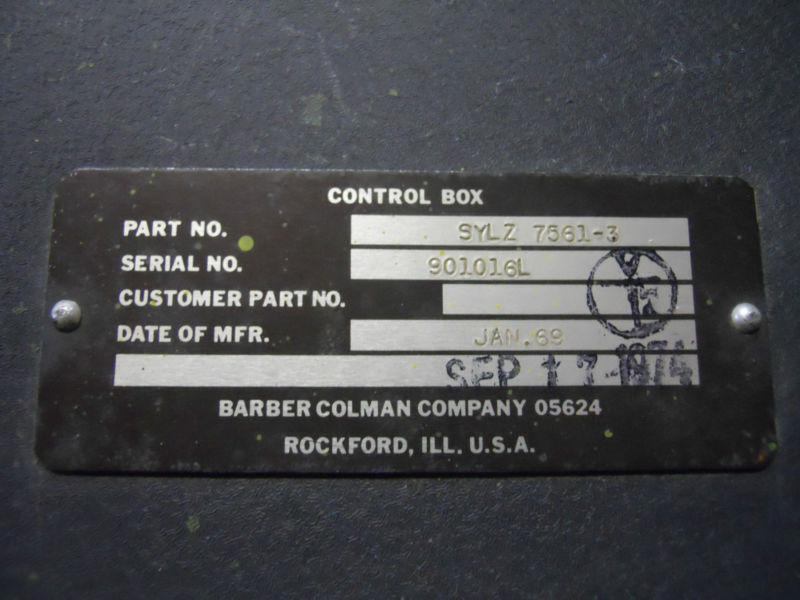 CONTROL BOX
PART NO. SYLZ 7561-3
SERIAL NO. 901016L
CUSTOMER PART NO.
DATE OF MFR. JAN.69
SEP 17 1974
BARBER COLMAN COMPANY 05624
ROCKFORD, ILL. U.S.A.